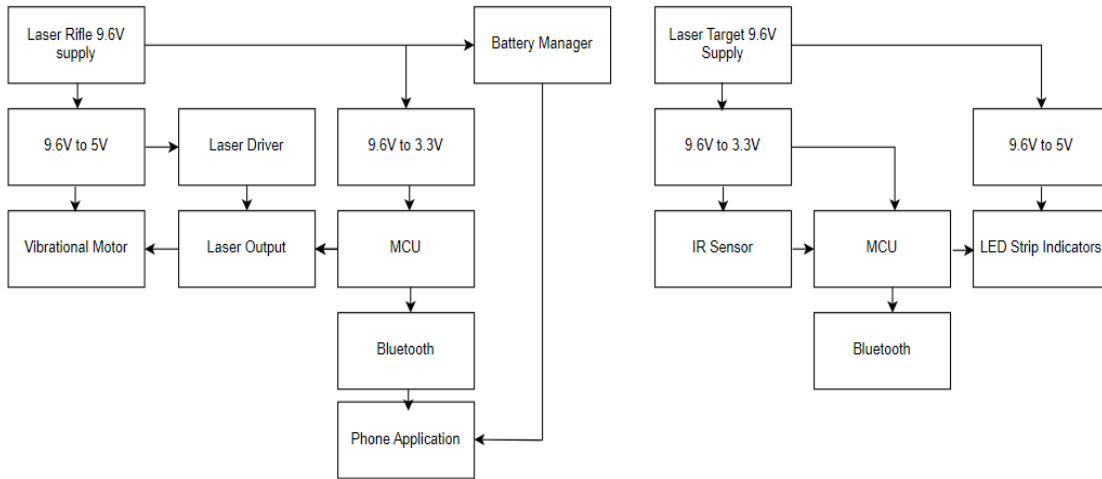 Laser Rifle 9.6V
supply
Battery Manager
9.6V to 5V
Laser Driver
9.6V to 3.3V
Vibrational Motor
Laser Output
MCU
Bluetooth
Phone Application
Laser Target 9.6V
Supply
9.6V to 3.3V
9.6V to 5V
IR Sensor
MCU
LED Strip Indicators
Bluetooth